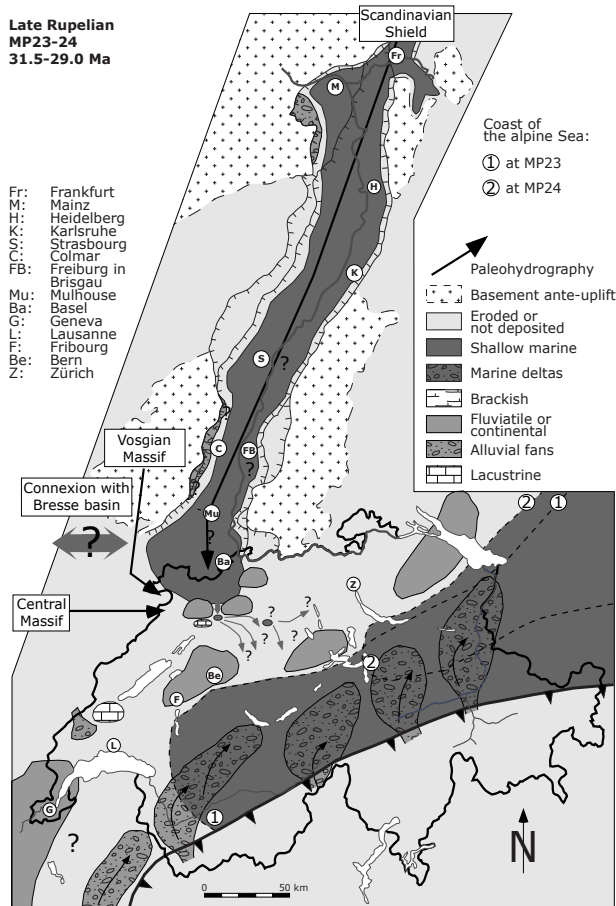 Late Rupelian
MP23-24
31.5-29.0 Ma
Scandinavian
Shield
Fr
M
Coast of
the alpine Sea:
1 at MP23
2 at MP24
Fr: Frankfurt
M: Mainz
H: Heidelberg
K: Karlsruhe
S: Strasbourg
C: Colmar
FB: Freiburg in
Brisgau
Mu: Mulhouse
Ba: Basel
G: Geneva
L: Lausanne
F: Fribourg
Be: Bern
Z: Zürich
H
K
Paleohydrography
Basement ante-uplift
Eroded or
not deposited
Shallow marine
Marine deltas
Brackish
Fluviatile or
continental
Alluvial fans
Lacustrine
S
?
?
C
FB
?
?
Vosgian
Massif
Connexion with
Bresse basin
?
Mu
?
Ba
2 1
Central
Massif
Z
? ? ?
? ?
2
Be
F
L
G
1
?
N
0 50 km